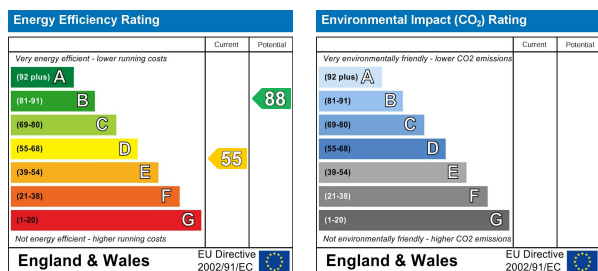 Energy Efficiency Rating
Current Potential
Very energy efficient - lower running costs
(92 plus) A
(81-91) B
88
(69-80) C
(55-68) D
55
(39-54) E
(21-38) F
(1-20) G
Not energy efficient - higher running costs
England & Wales
EU Directive
2002/91/EC
Environmental Impact (CO₂) Rating
Current Potential
Very environmentally friendly - lower CO2 emissions
(92 plus) A
(81-91) B
(69-80) C
(55-68) D
(39-54) E
(21-38) F
(1-20) G
Not environmentally friendly - higher CO2 emissions
England & Wales
EU Directive
2002/91/EC